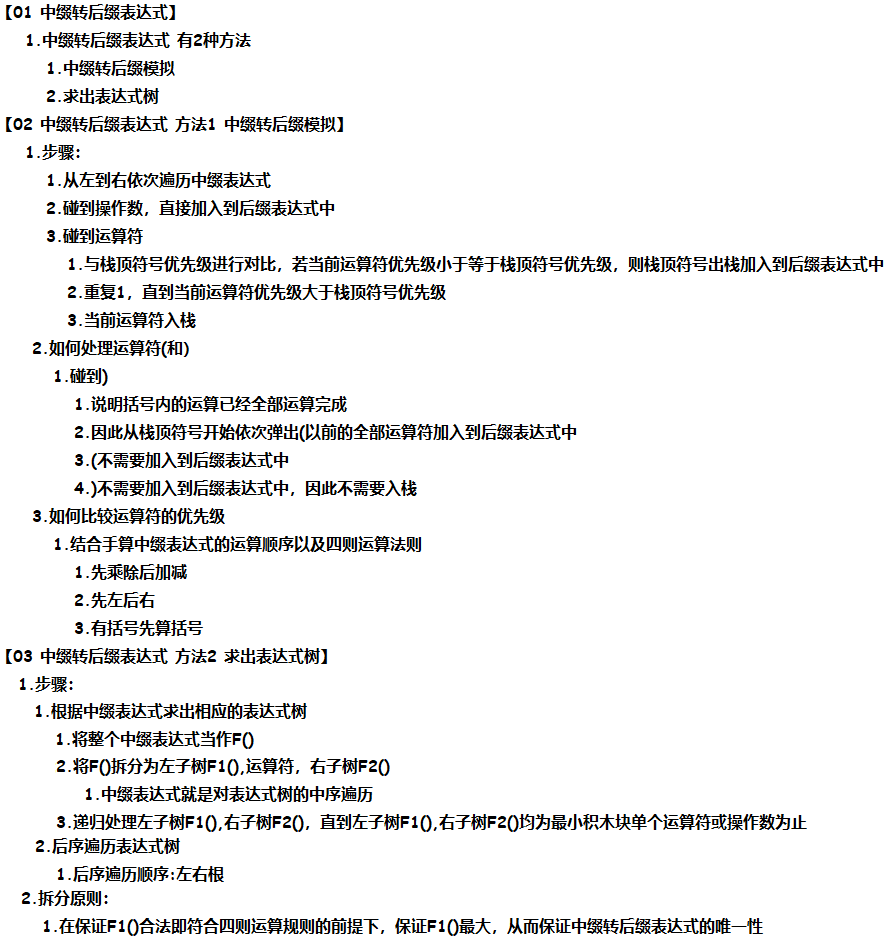 【01 中缀转后缀表达式】
1.中缀转后缀表达式 有2种方法
1.中缀转后缀模拟
2.求出表达式树
【02 中缀转后缀表达式 方法1 中缀转后缀模拟】
1.步骤:
1.从左到右依次遍历中缀表达式
2.碰到操作数，直接加入到后缀表达式中
3.碰到运算符
1.与栈顶符号优先级进行对比，若当前运算符优先级小于等于栈顶符号优先级，则栈顶符号出栈加入到后缀表达式中
2.重复1，直到当前运算符优先级大于栈顶符号优先级
3.当前运算符入栈
2.如何处理运算符(和)
1.碰到)
1.说明括号内的运算已经全部运算完成
2.因此从栈顶符号开始依次弹出(以前的全部运算符加入到后缀表达式中
3.(不需要加入到后缀表达式中
4.)不需要加入到后缀表达式中，因此不需要入栈
3.如何比较运算符的优先级
1.结合手算中缀表达式的运算顺序以及四则运算法则
1.先乘除后加减
2.先左后右
3.有括号先算括号
【03 中缀转后缀表达式 方法2 求出表达式树】
1.步骤:
1.根据中缀表达式求出相应的表达式树
1.将整个中缀表达式当作F()
2.将F()拆分为左子树F1(),运算符，右子树F2()
1.中缀表达式就是对表达式树的中序遍历
3.递归处理左子树F1(),右子树F2()，直到左子树F1(),右子树F2()均为最小积木块单个运算符或操作数为止
2.后序遍历表达式树
1.后序遍历顺序:左右根
2.拆分原则:
1.在保证F1()合法即符合四则运算规则的前提下，保证F1()最大，从而保证中缀转后缀表达式的唯一性